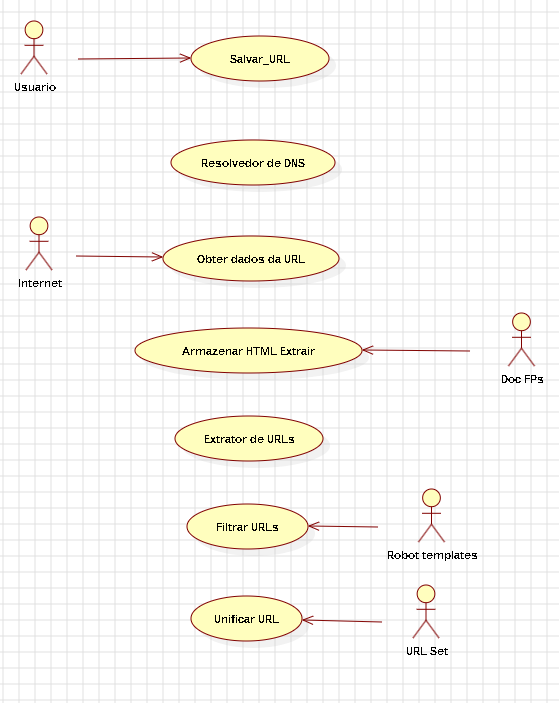 Salvar_URL
Usuario
Resolvedor de DNS
Obter dados da URL
Internet
Armazenar HTML Extrair
Doc FPs
Extrator de URLs
Filtrar URLs
Robot templates
Unificar URL
URL Set